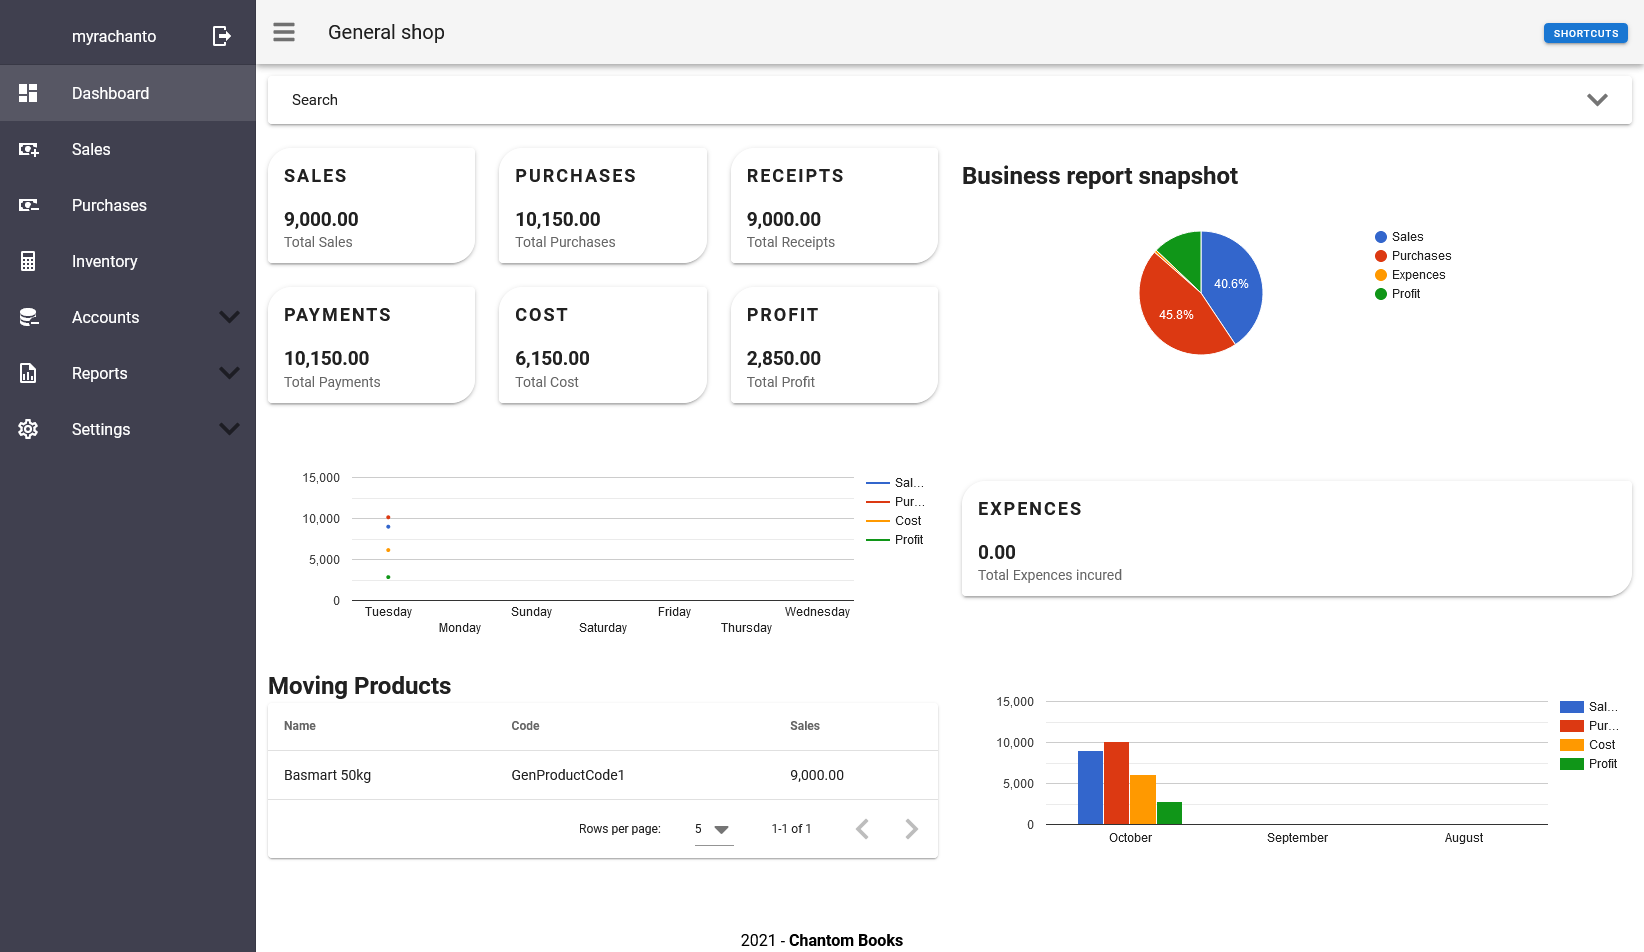 myrachanto
General shop
SHORTCUTS
Dashboard
Sales
Purchases
Inventory
Accounts
Reports
Settings
Search
SALES
9,000.00
Total Sales
PURCHASES
10,150.00
Total Purchases
RECEIPTS
9,000.00
Total Receipts
PAYMENTS
10,150.00
Total Payments
COST
6,150.00
Total Cost
PROFIT
2,850.00
Total Profit
Business report snapshot
40.6%
45.8%
Sales
Purchases
Expences
Profit
15,000
10,000
5,000
0
Tuesday
Monday
Sunday
Saturday
Friday
Thursday
Wednesday
Sal...
Pur...
Cost
Profit
EXPENCES
0.00
Total Expences incured
Moving Products
Name Code Sales
Basmart 50kg GenProductCode1 9,000.00
Rows per page: 5 1-1 of 1
15,000
10,000
5,000
0
October September August
Sal...
Pur...
Cost
Profit
2021 - Chantom Books